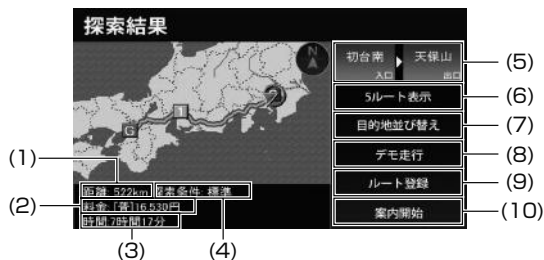 探索結果
N
初台南 天保山
入口 出口
5ルート表示
目的地並び替え
デモ走行
ルート登録
案内開始
1
2
G
距離:522km 探索条件:標準
料金:[普]16,530円
時間:7時間17分
(1)
(2)
(3)
(4)
(5)
(6)
(7)
(8)
(9)
(10)